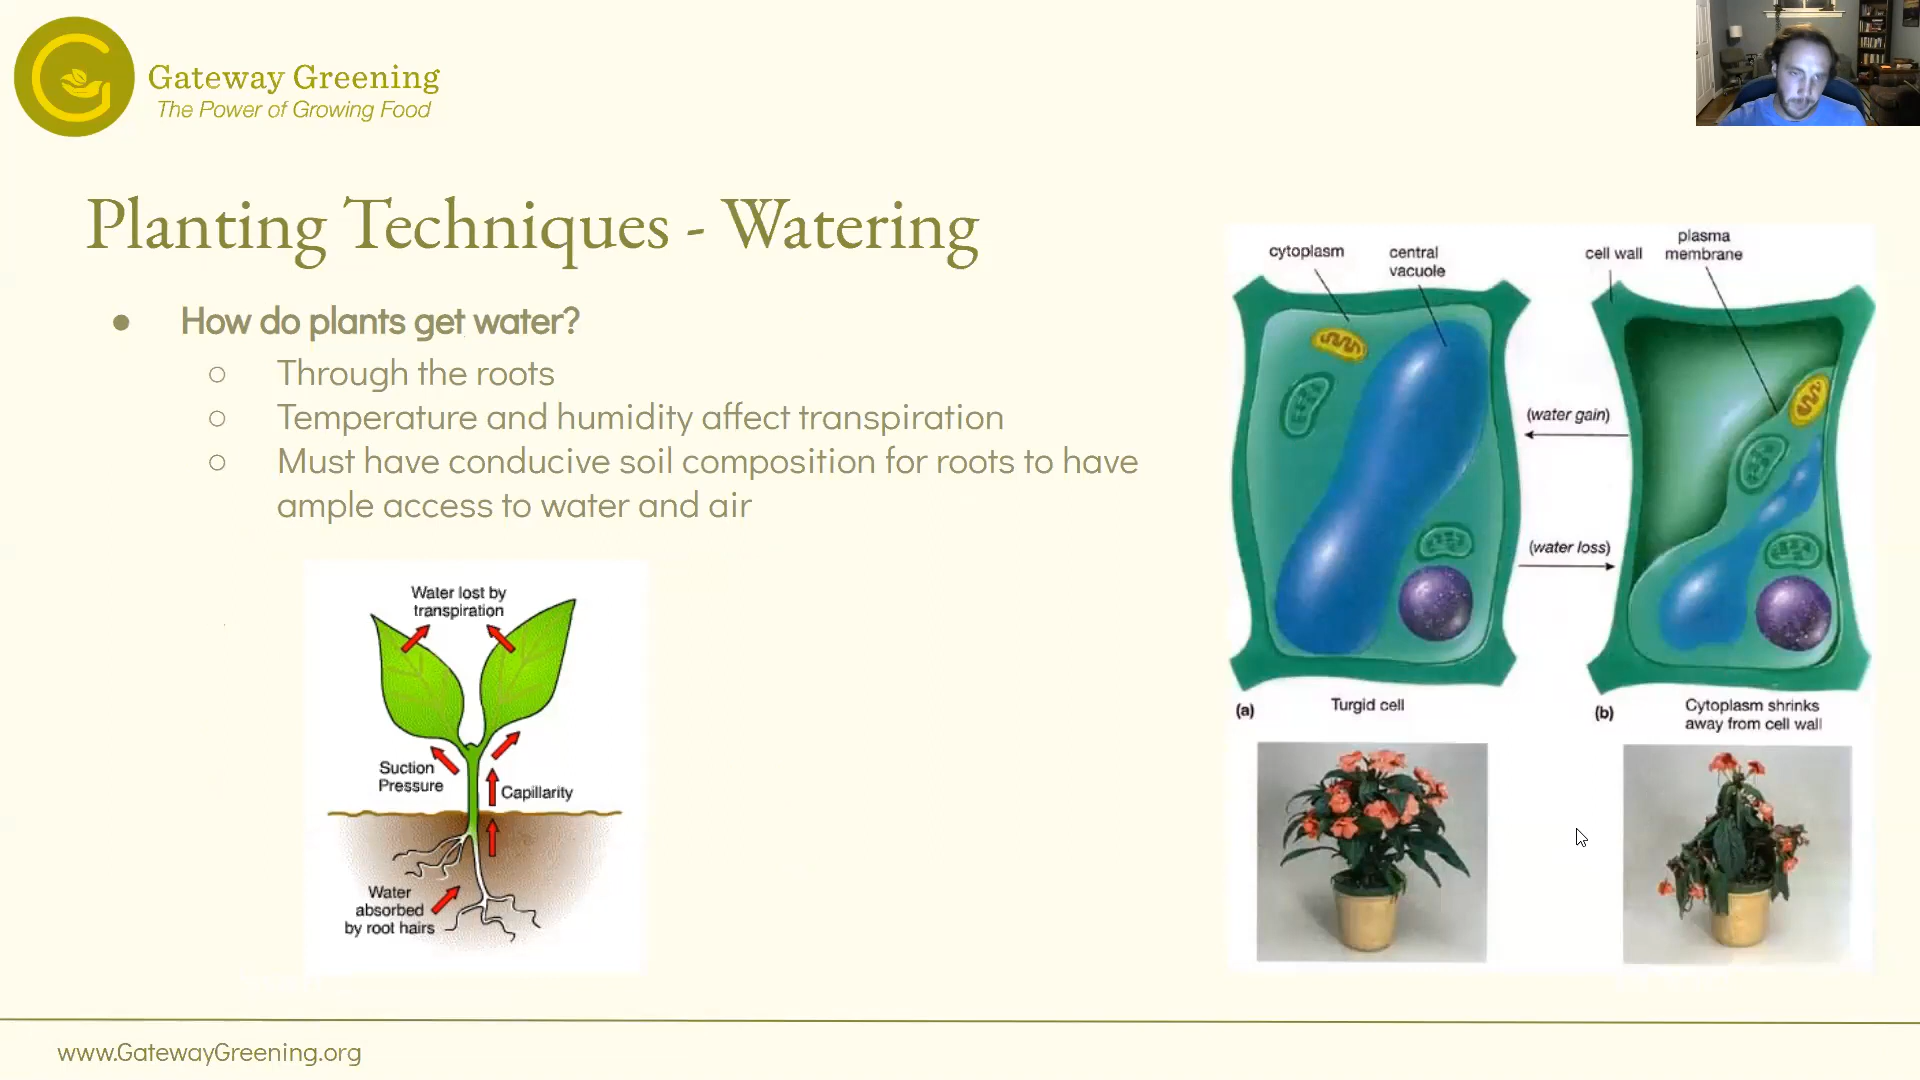 Gateway Greening
The Power of Growing Food
Planting Techniques - Watering
● How do plants get water?
○ Through the roots
○ Temperature and humidity affect transpiration
○ Must have conducive soil composition for roots to have
ample access to water and air
Water lost by
transpiration
Suction
Pressure
Capillarity
Water
absorbed
by root hairs
cytoplasm
central
vacuole
cell wall
plasma
membrane
(water gain)
(water loss)
(a)
Turgid cell
(b)
Cytoplasm shrinks
away from cell wall
www.GatewayGreening.org